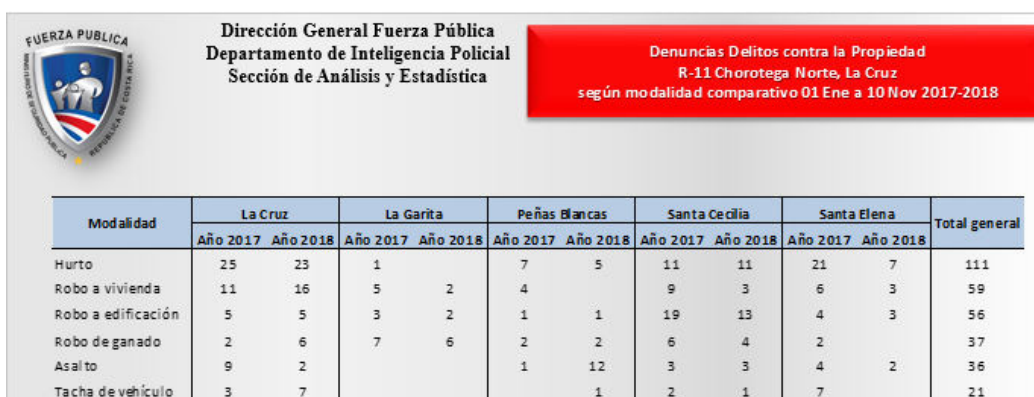 FUERZA PUBLICA
MINISTERIO DE SEGURIDAD PUBLICA
REPUBLICA DE COSTA RICA
Dirección General Fuerza Pública
Departamento de Inteligencia Policial
Sección de Análisis y Estadística
Denuncias Delitos contra la Propiedad
R-11 Chorotega Norte, La Cruz
según modalidad comparativo 01 Ene a 10 Nov 2017-2018
Modalidad La Cruz La Garita Peñas Blancas Santa Cecilia Santa Elena Total general
Año 2017 Año 2018 Año 2017 Año 2018 Año 2017 Año 2018 Año 2017 Año 2018 Año 2017 Año 2018
Hurto 25 23 1 7 5 11 11 21 7 111
Robo a vivienda 11 16 5 2 4 9 3 6 3 59
Robo a edificación 5 5 3 2 1 1 19 13 4 3 56
Robo de ganado 2 6 7 6 2 2 6 4 2 37
Asalto 9 2 1 12 3 3 4 2 36
Tacha de vehículo 3 7 1 2 1 7 21